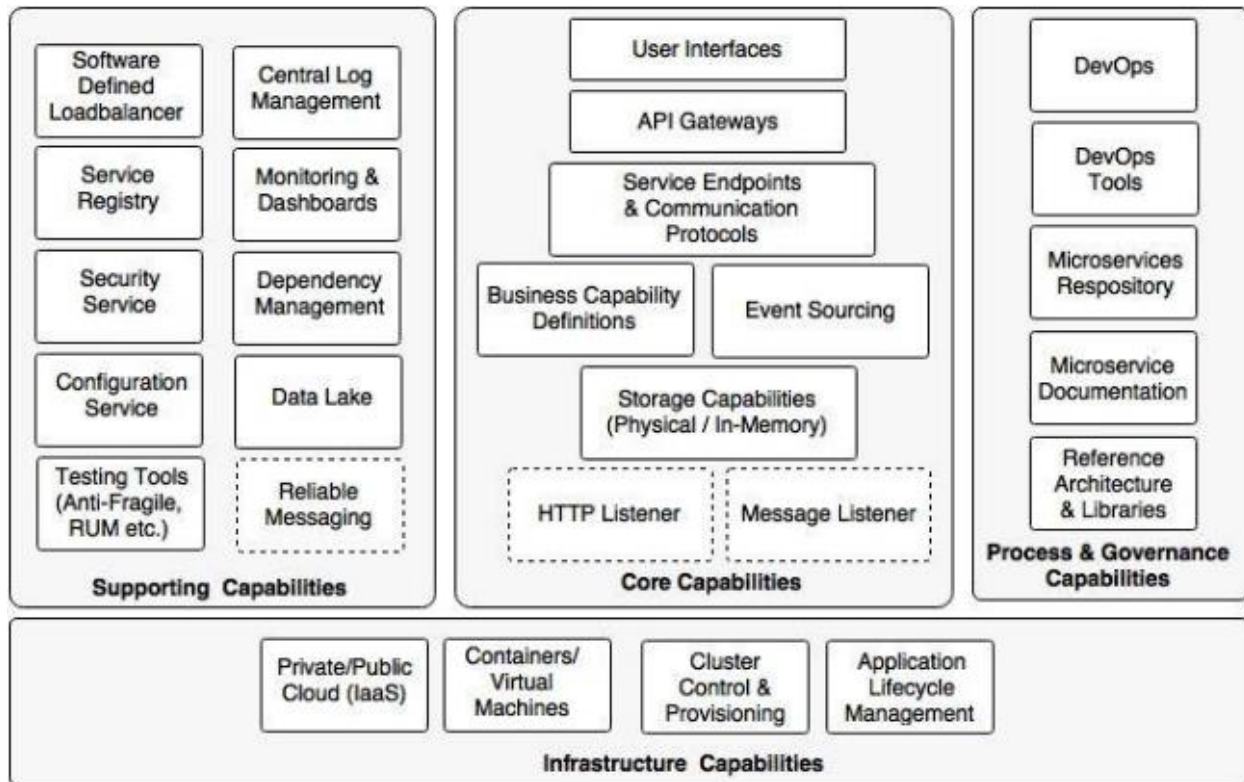 Software
Defined
Loadbalancer
Central Log
Management
Service
Registry
Monitoring &
Dashboards
Security
Service
Dependency
Management
Configuration
Service
Data Lake
Testing Tools
(Anti-Fragile,
RUM etc.)
Reliable
Messaging
Supporting Capabilities
User Interfaces
API Gateways
Service Endpoints
& Communication
Protocols
Business Capability
Definitions
Event Sourcing
Storage Capabilities
(Physical / In-Memory)
HTTP Listener
Message Listener
Core Capabilities
DevOps
DevOps
Tools
Microservices
Respository
Microservice
Documentation
Reference
Architecture
& Libraries
Process & Governance
Capabilities
Private/Public
Cloud (IaaS)
Containers/
Virtual
Machines
Cluster
Control &
Provisioning
Application
Lifecycle
Management
Infrastructure Capabilities